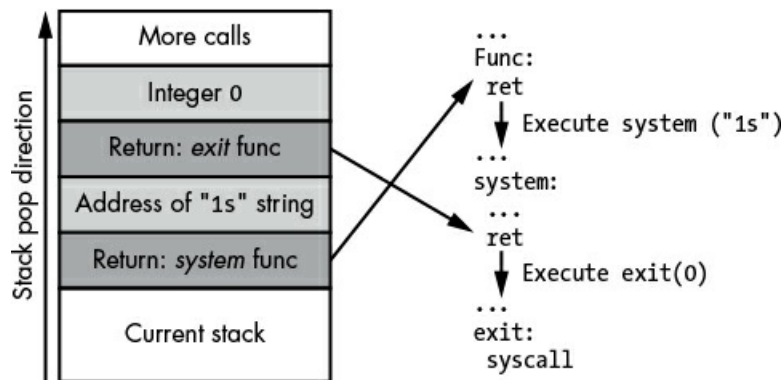 Stack pop direction
More calls
Integer 0
Return: exit func
Address of "1s" string
Return: system func
Current stack
...
Func:
ret
Execute system ("1s")
...
system:
...
ret
Execute exit(0)
...
exit:
syscall